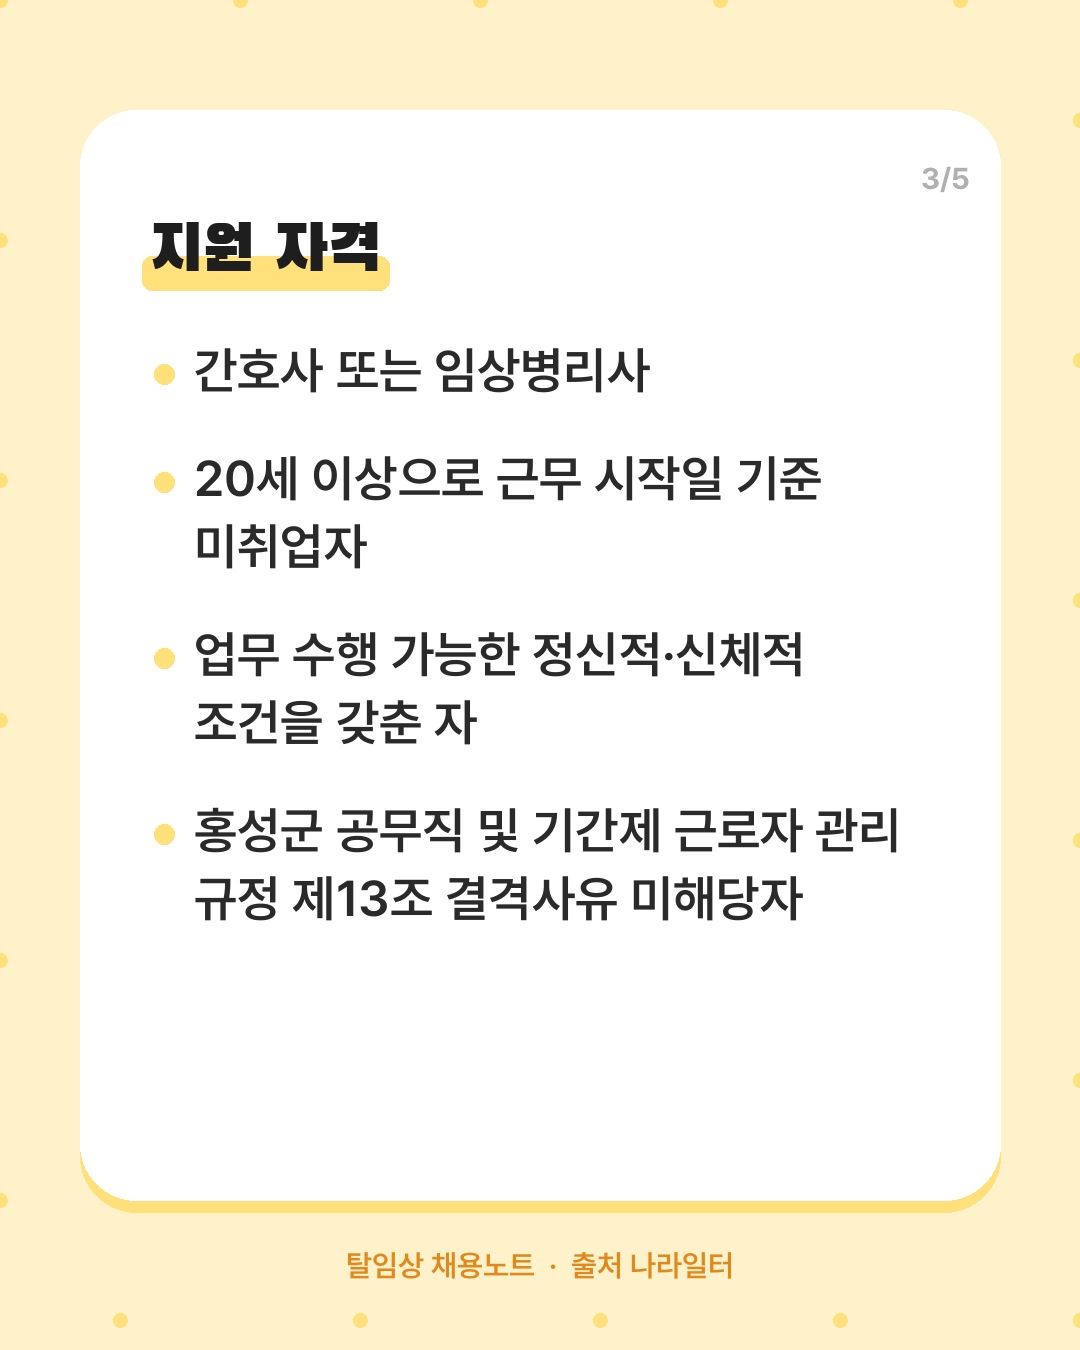 3/5
지원 자격
간호사 또는 임상병리사
20세 이상으로 근무 시작일 기준
미취업자
업무 수행 가능한 정신적·신체적
조건을 갖춘 자
홍성군 공무직 및 기간제 근로자 관리
규정 제13조 결격사유 미해당자
탈임상 채용노트 · 출처 나라일터